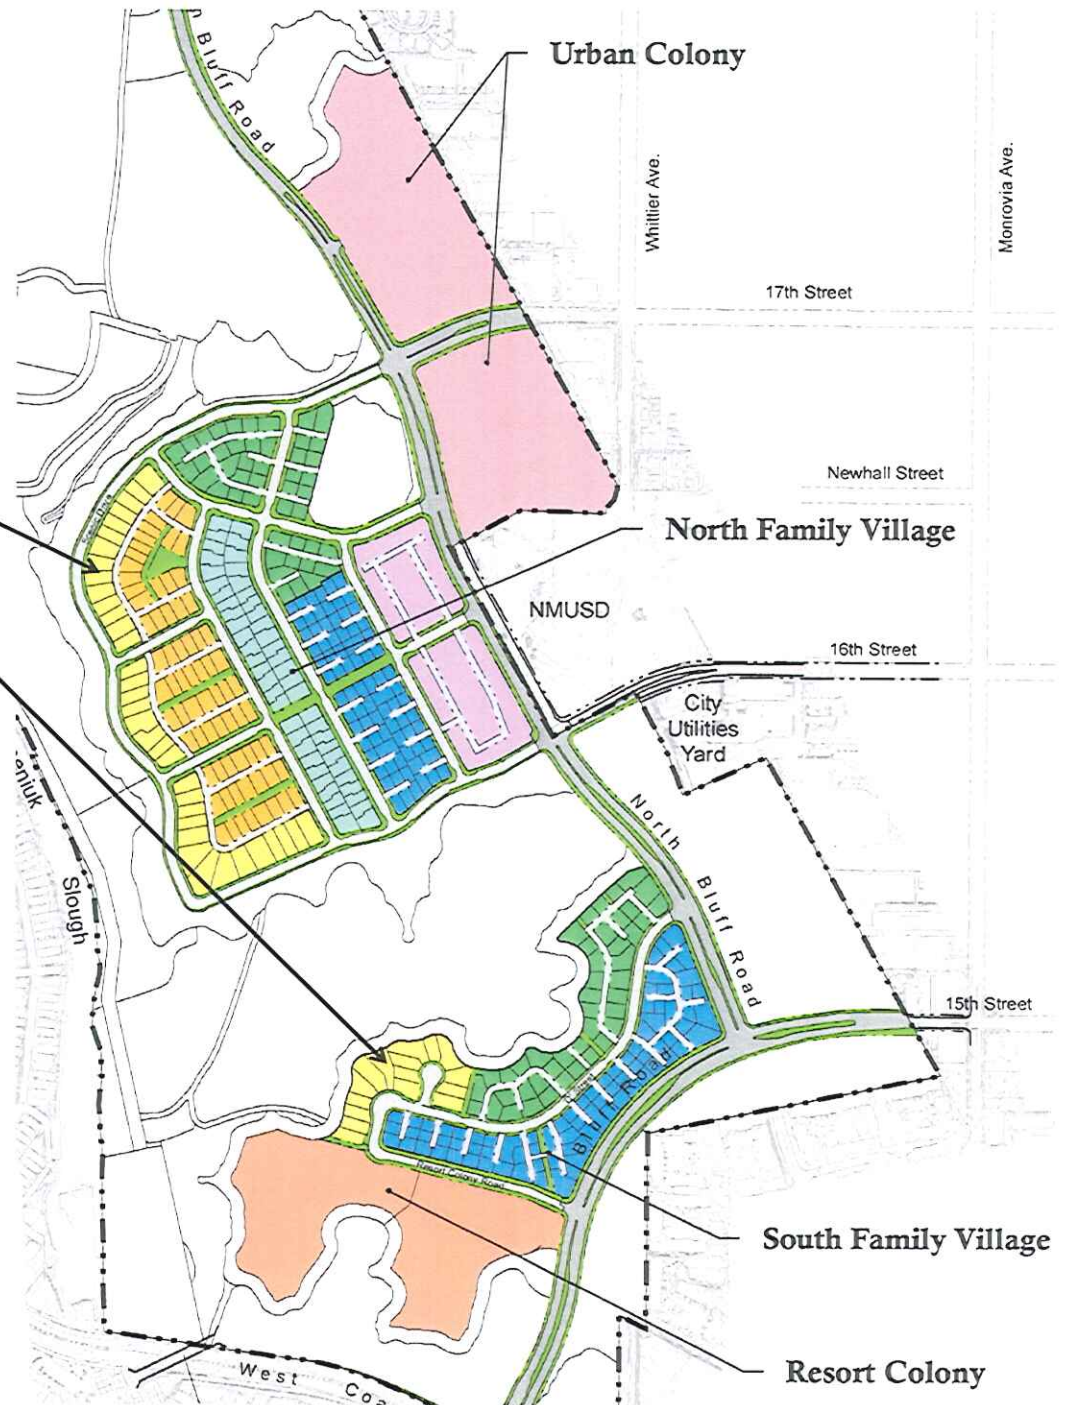 n Bluff Road
Urban Colony
Whittier Ave.
Monrovia Ave.
17th Street
Newhall Street
North Family Village
NMUSD
16th Street
City
Utilities
Yard
North Bluff Road
eniuk
Slough
15th Street
Bluff Road
Resort Colony Road
South Family Village
Resort Colony
West Coa